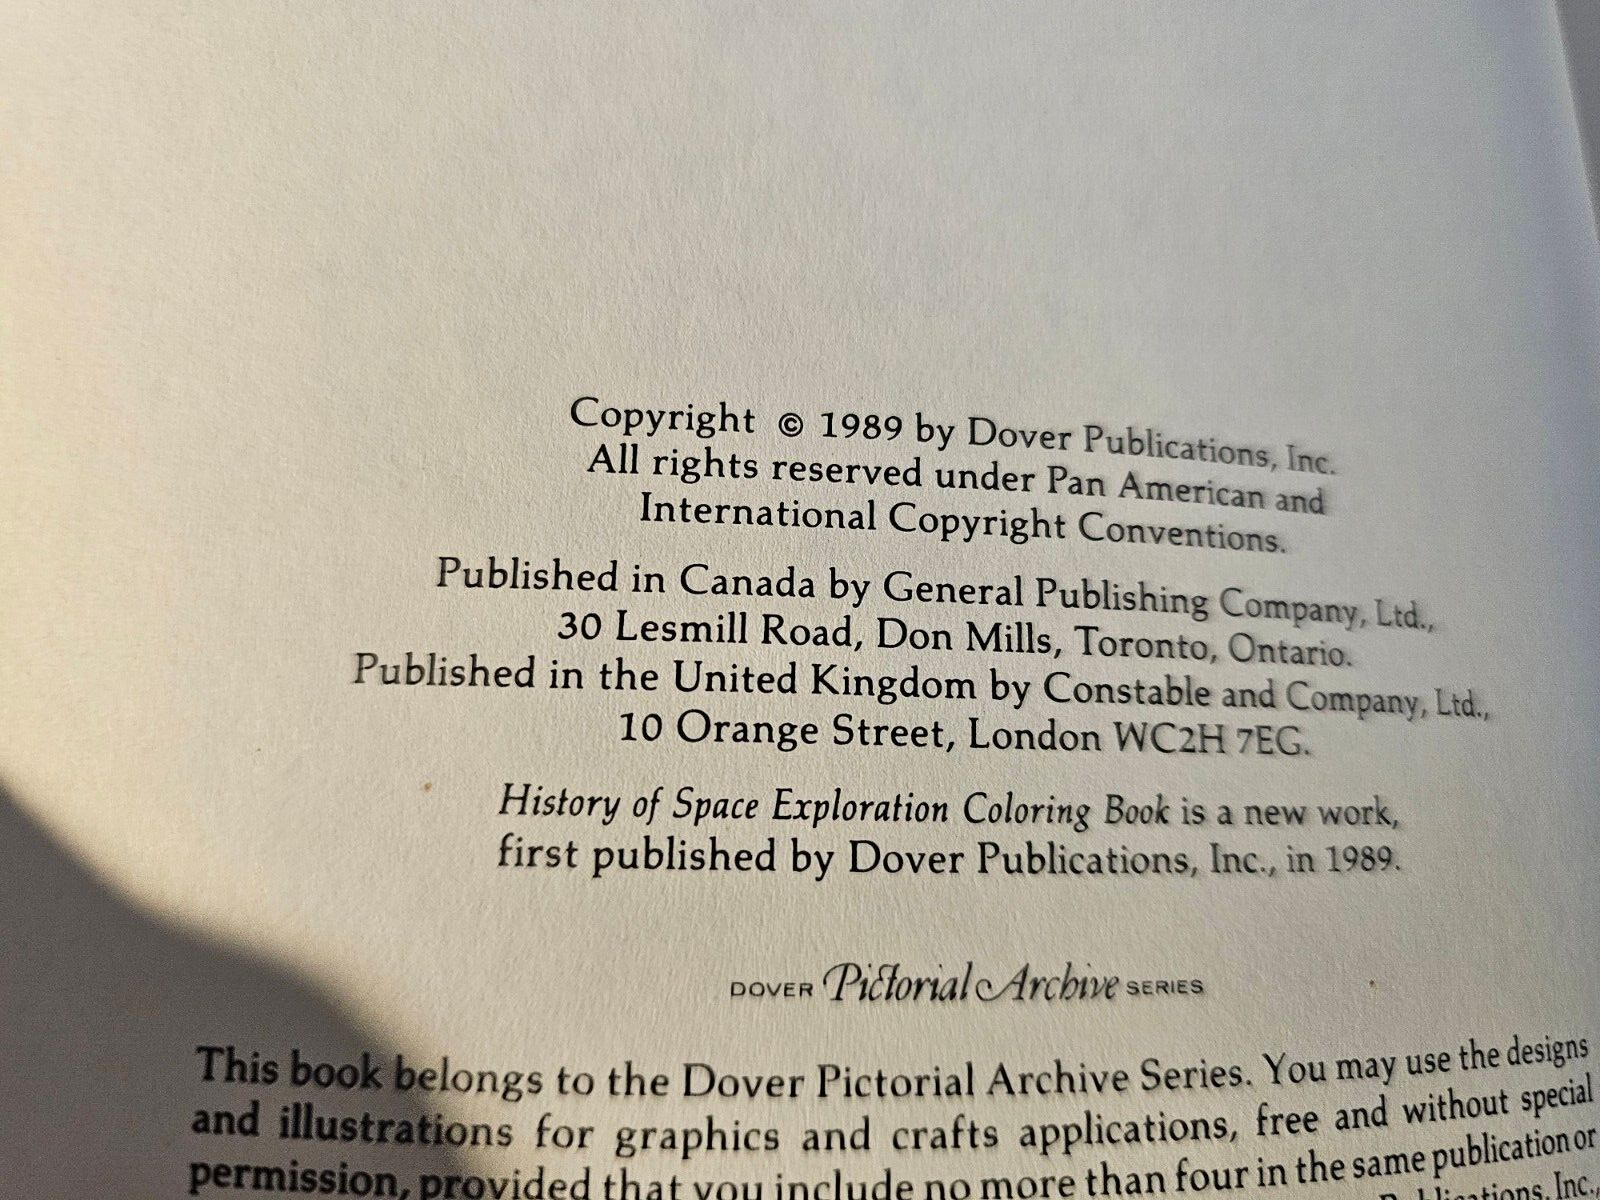 Copyright © 1989 by Dover Publications, Inc.
All rights reserved under Pan American and
International Copyright Conventions.
Published in Canada by General Publishing Company, Ltd.,
30 Lesmill Road, Don Mills, Toronto, Ontario.
Published in the United Kingdom by Constable and Company, Ltd.,
10 Orange Street, London WC2H 7EG.
History of Space Exploration Coloring Book is a new work,
first published by Dover Publications, Inc., in 1989.
DOVER Pictorial Archive SERIES
This book belongs to the Dover Pictorial Archive Series. You may use the designs
and illustrations for graphics and crafts applications, free and without special
permission, provided that you include no more than four in the same publication or
Publications, Inc.,